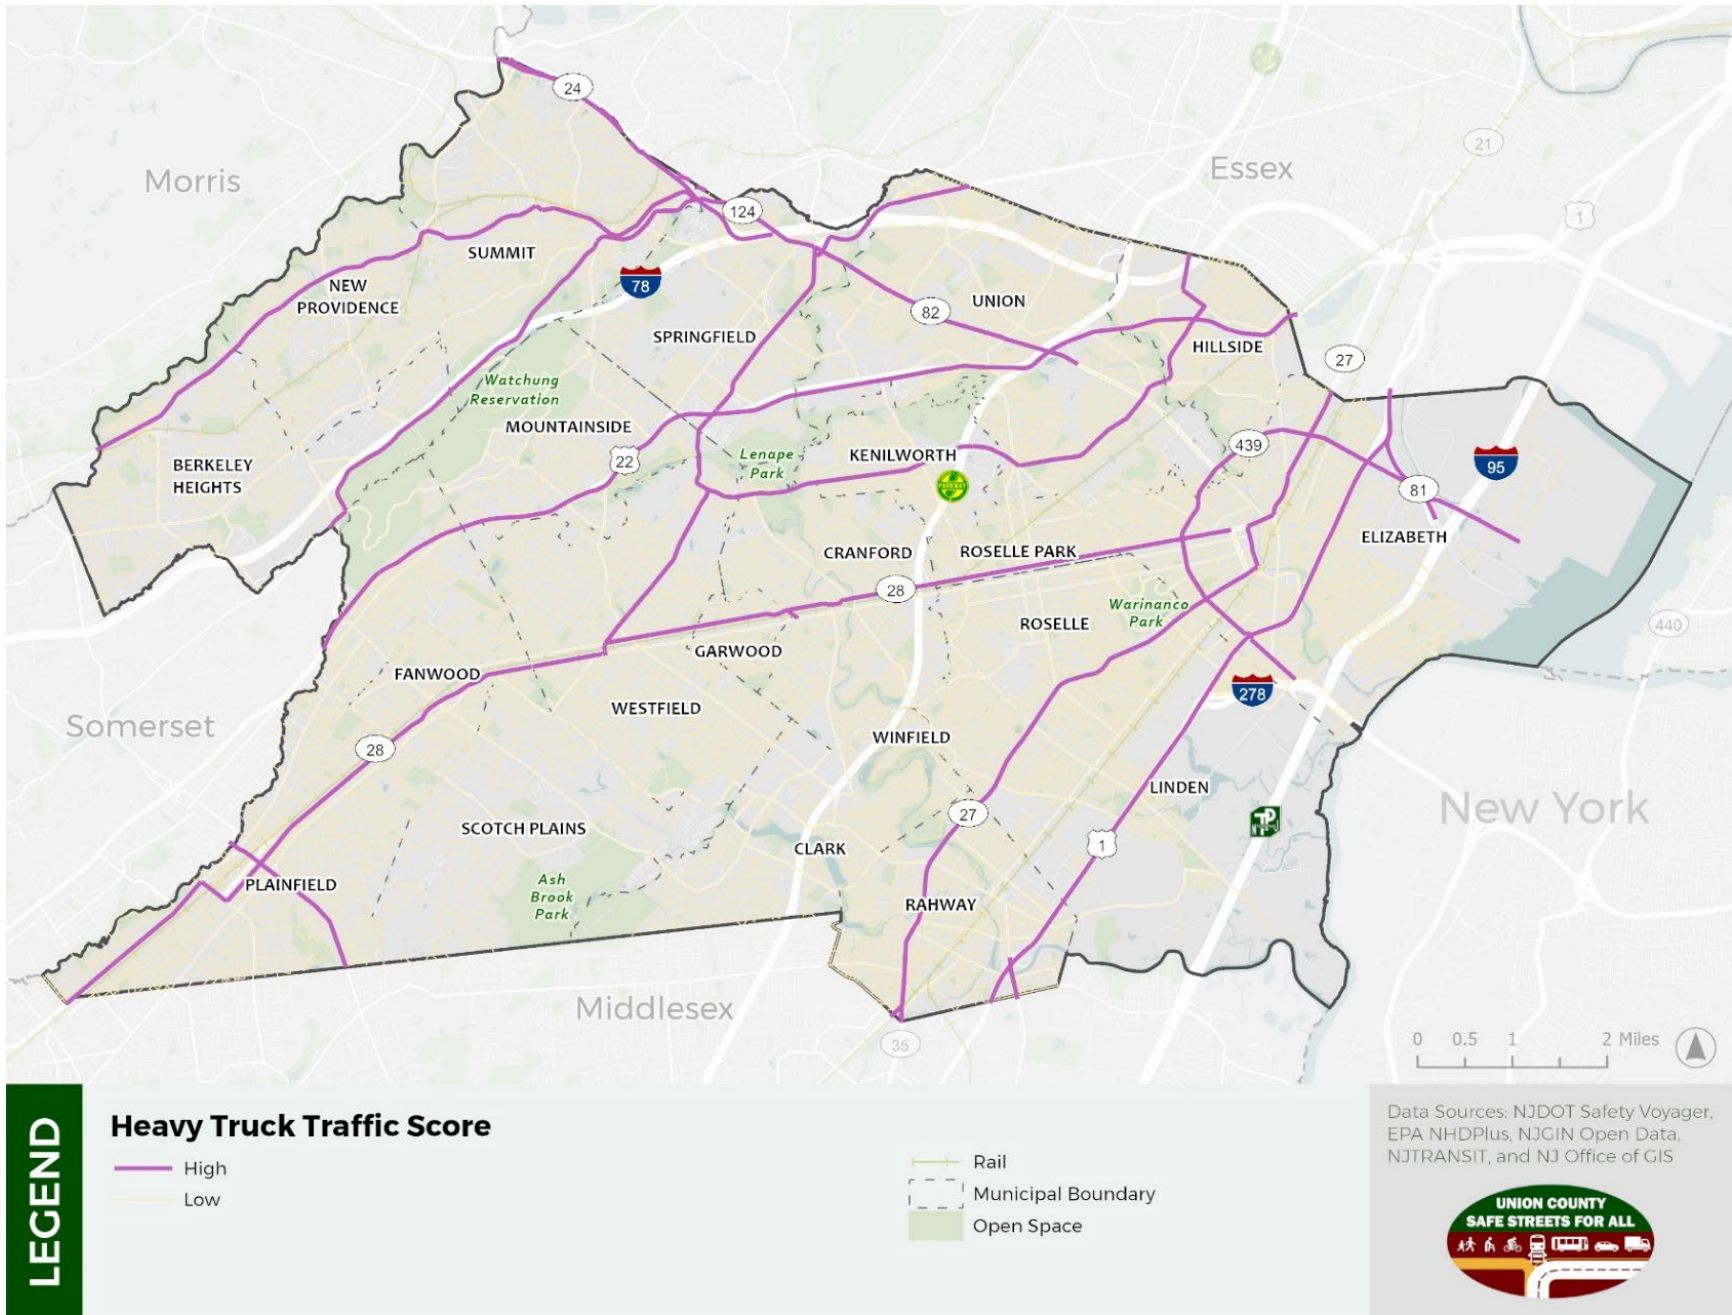 24
Morris
Essex
21
1
124
SUMMIT
78
NEW
PROVIDENCE
UNION
82
SPRINGFIELD
HILLSIDE
27
Watchung
Reservation
MOUNTAINSIDE
439
BERKELEY
HEIGHTS
22
Lenape
Park
KENILWORTH
PARKWAY
95
81
ELIZABETH
CRANFORD
ROSELLE PARK
28
Warinanco
Park
ROSELLE
440
GARWOOD
FANWOOD
278
WESTFIELD
Somerset
28
WINFIELD
LINDEN
New York
27
TP
SCOTCH PLAINS
1
CLARK
PLAINFIELD
Ash
Brook
Park
RAHWAY
Middlesex
35
0 0.5 1 2 Miles
LEGEND
Heavy Truck Traffic Score
High
Low
Rail
Municipal Boundary
Open Space
Data Sources: NJDOT Safety Voyager,
EPA NHDPlus, NJGIN Open Data,
NJTRANSIT, and NJ Office of GIS
UNION COUNTY
SAFE STREETS FOR ALL